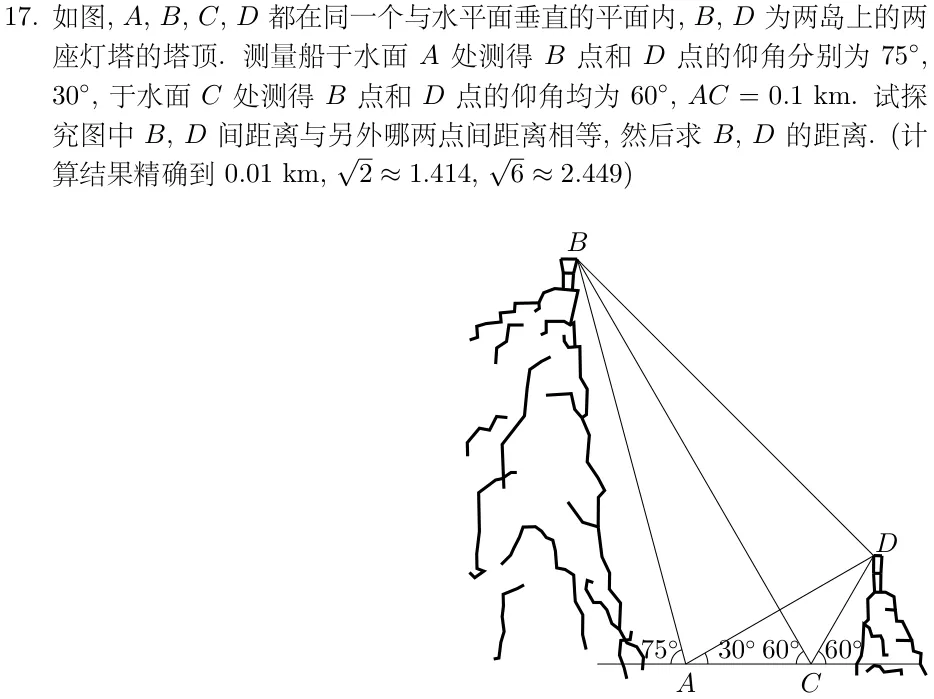 17. 如图, A, B, C, D 都在同一个与水平面垂直的平面内, B, D 为两岛上的两
座灯塔的塔顶. 测量船于水面 A 处测得 B 点和 D 点的仰角分别为 75°,
30°, 于水面 C 处测得 B 点和 D 点的仰角均为 60°, AC = 0.1 km. 试探
究图中 B, D 间距离与另外哪两点间距离相等, 然后求 B, D 的距离. (计
算结果精确到 0.01 km, √2 ≈ 1.414, √6 ≈ 2.449)
B
D
75° 30° 60° 60°
A C